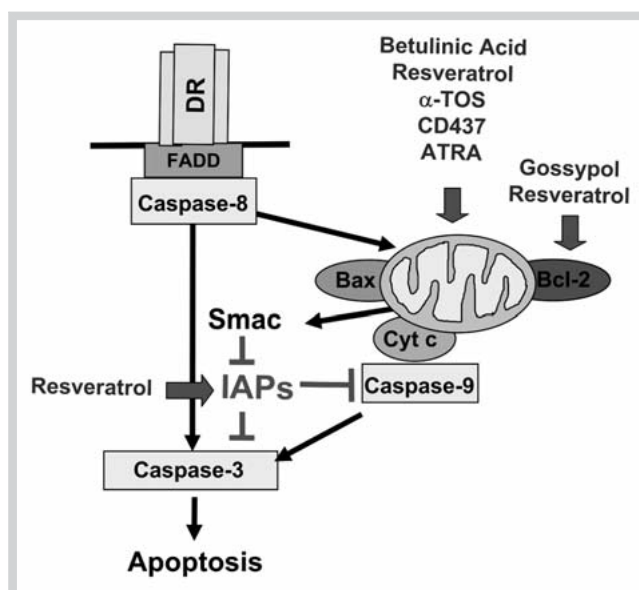 DR
FADD
Caspase-8
Betulinic Acid
Resveratrol
α-TOS
CD437
ATRA
Gossypol
Resveratrol
Bax
Bcl-2
Smac
Cyt c
Resveratrol
IAPs
Caspase-9
Caspase-3
Apoptosis